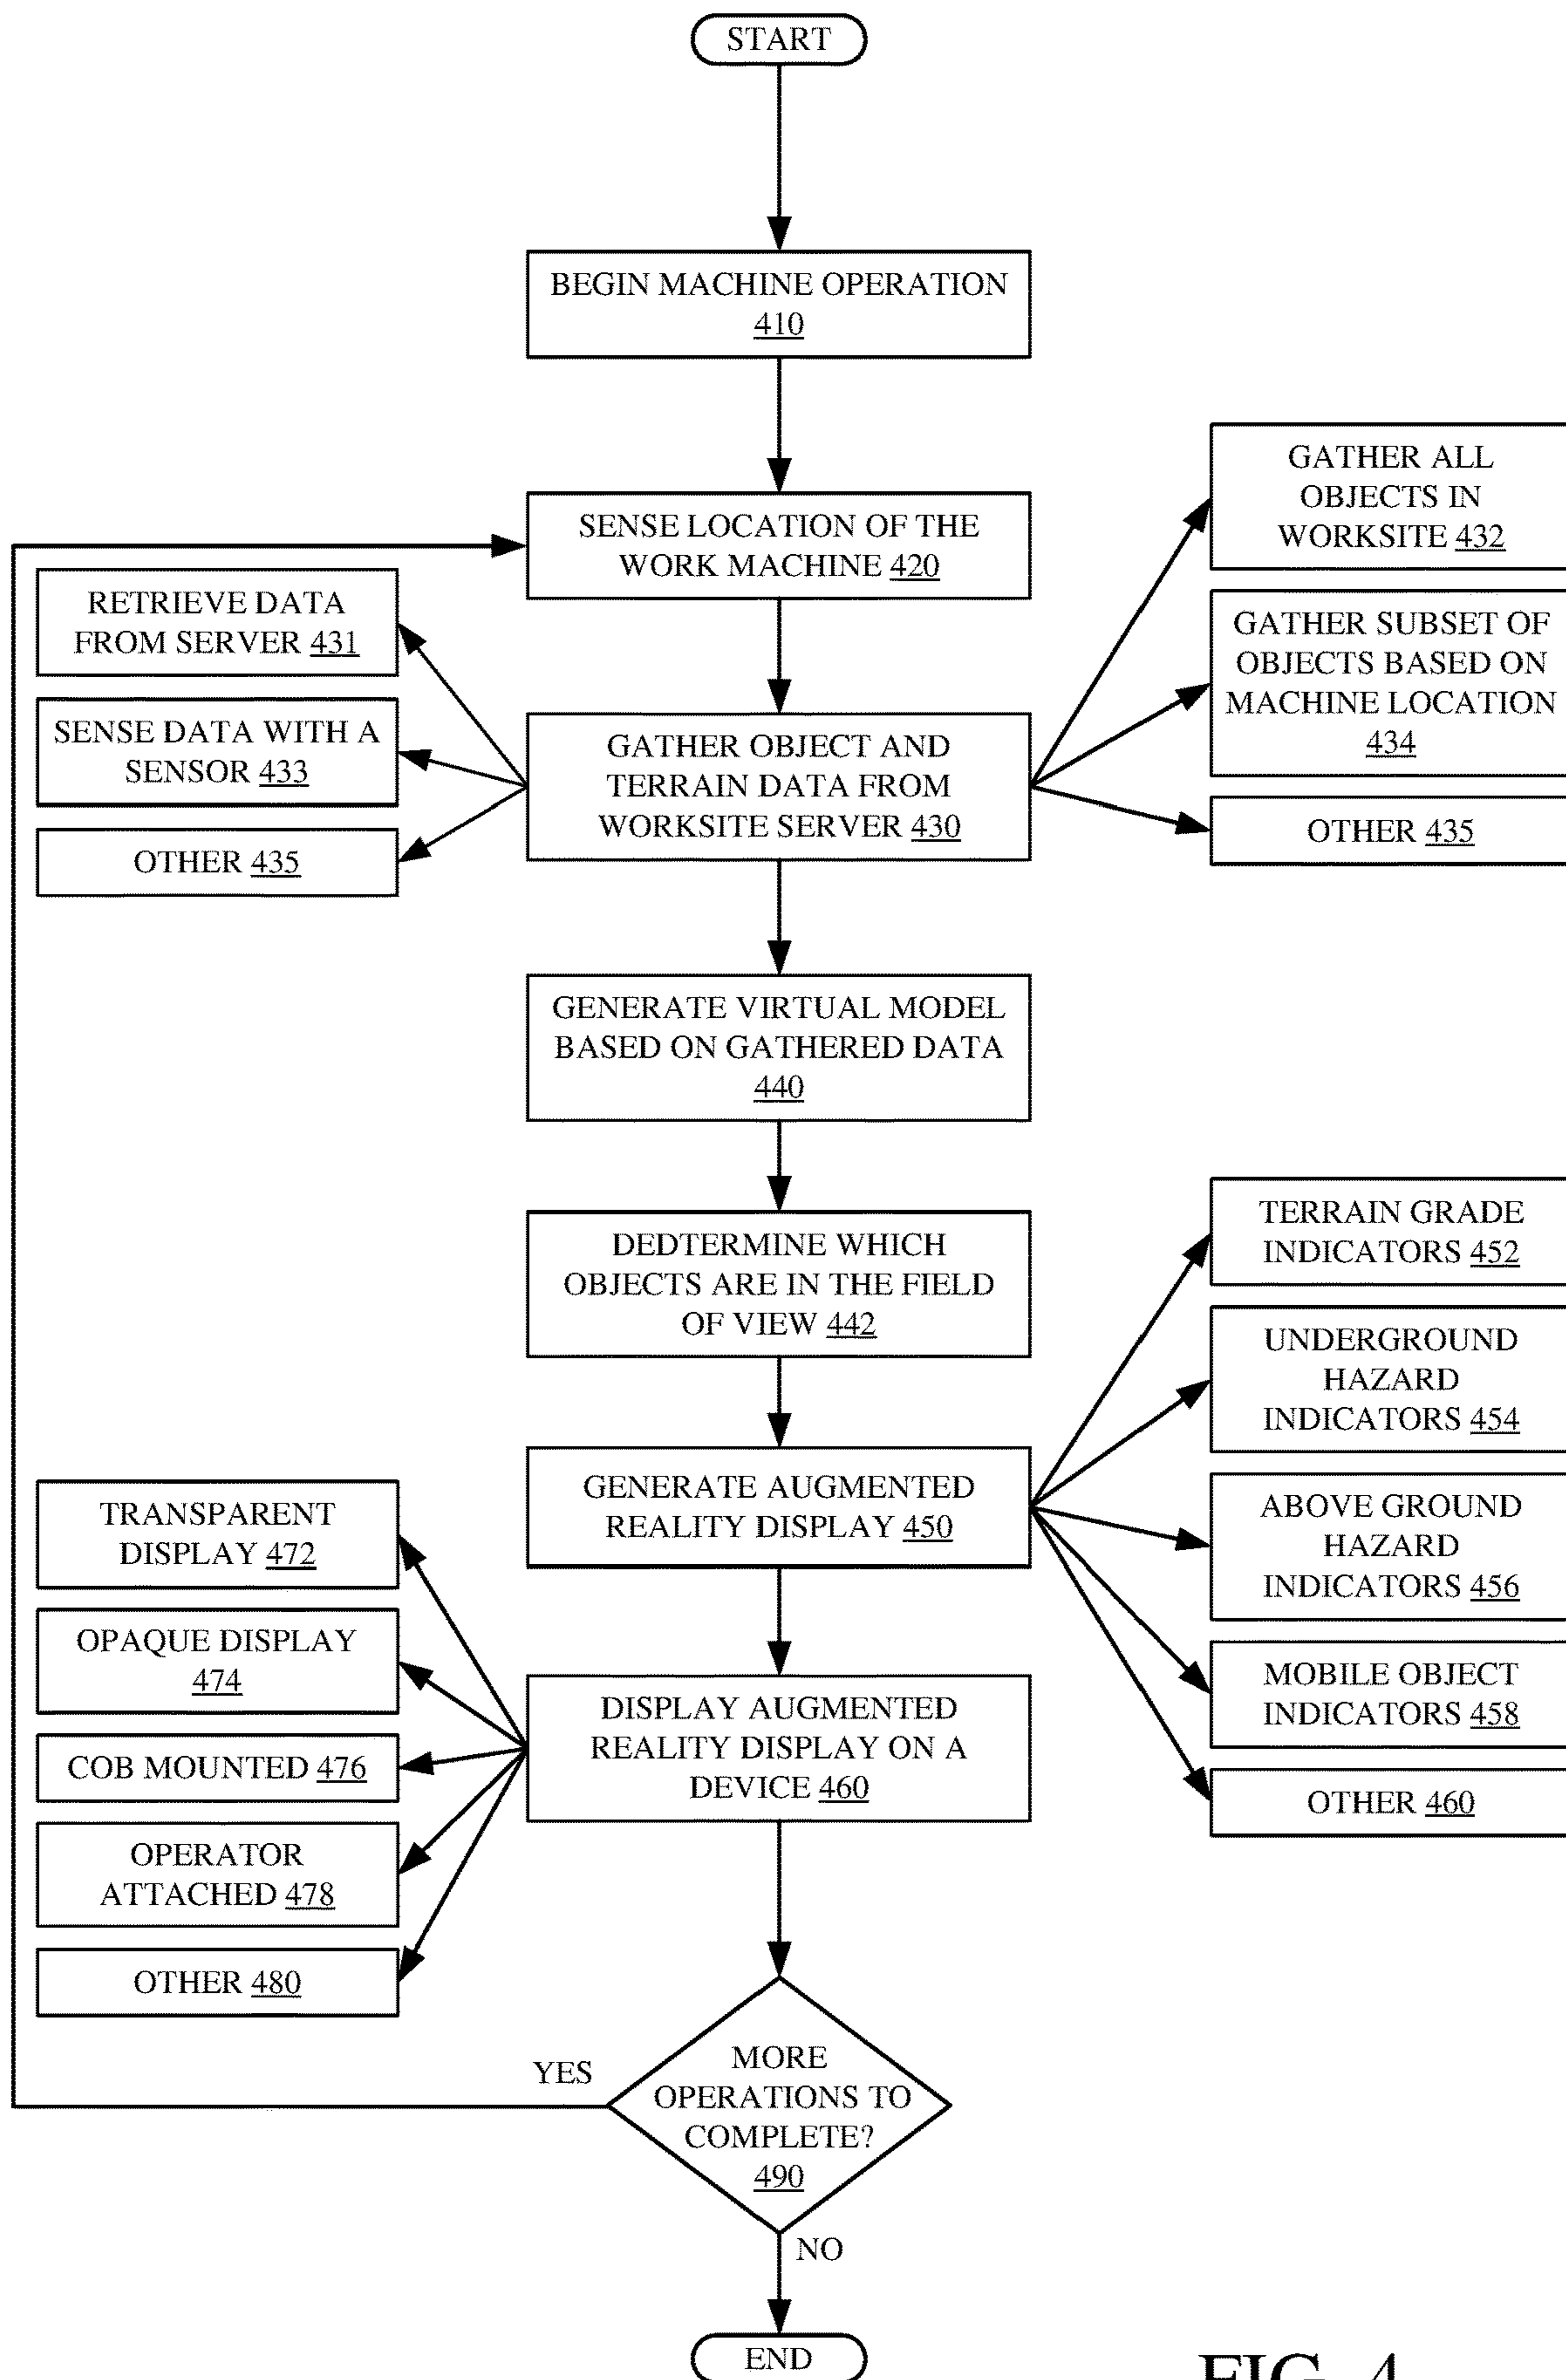 START
BEGIN MACHINE OPERATION
410
SENSE LOCATION OF THE
WORK MACHINE 420
RETRIEVE DATA
FROM SERVER 431
SENSE DATA WITH A
SENSOR 433
OTHER 435
GATHER OBJECT AND
TERRAIN DATA FROM
WORKSITE SERVER 430
GATHER ALL
OBJECTS IN
WORKSITE 432
GATHER SUBSET OF
OBJECTS BASED ON
MACHINE LOCATION
434
OTHER 435
GENERATE VIRTUAL MODEL
BASED ON GATHERED DATA
440
DEDTERMINE WHICH
OBJECTS ARE IN THE FIELD
OF VIEW 442
GENERATE AUGMENTED
REALITY DISPLAY 450
TERRAIN GRADE
INDICATORS 452
UNDERGROUND
HAZARD
INDICATORS 454
ABOVE GROUND
HAZARD
INDICATORS 456
MOBILE OBJECT
INDICATORS 458
OTHER 460
TRANSPARENT
DISPLAY 472
OPAQUE DISPLAY
474
COB MOUNTED 476
OPERATOR
ATTACHED 478
OTHER 480
DISPLAY AUGMENTED
REALITY DISPLAY ON A
DEVICE 460
MORE
OPERATIONS TO
COMPLETE?
490
YES
NO
END
FIG. 4